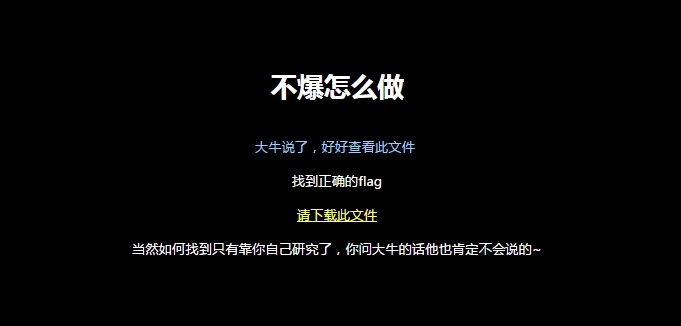 不爆怎么做
大牛说了，好好查看此文件
找到正确的flag
请下载此文件
当然如何找到只有靠你自己研究了，你问大牛的话他也肯定不会说的~